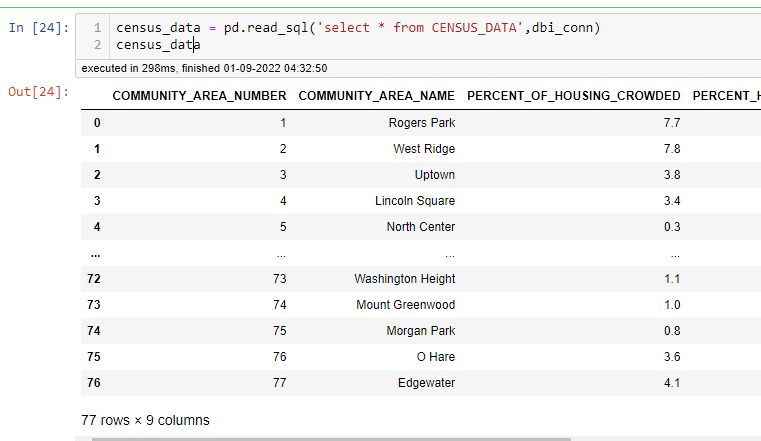 In [24]: 1 census_data = pd.read_sql('select * from CENSUS_DATA',dbi_conn)
2 census_data
executed in 298ms, finished 01-09-2022 04:32:50
Out[24]:
COMMUNITY_AREA_NUMBER COMMUNITY_AREA_NAME PERCENT_OF_HOUSING_CROWDED PERCENT_H
0 1 Rogers Park 7.7
1 2 West Ridge 7.8
2 3 Uptown 3.8
3 4 Lincoln Square 3.4
4 5 North Center 0.3
... ... ... ...
72 73 Washington Height 1.1
73 74 Mount Greenwood 1.0
74 75 Morgan Park 0.8
75 76 O Hare 3.6
76 77 Edgewater 4.1
77 rows × 9 columns